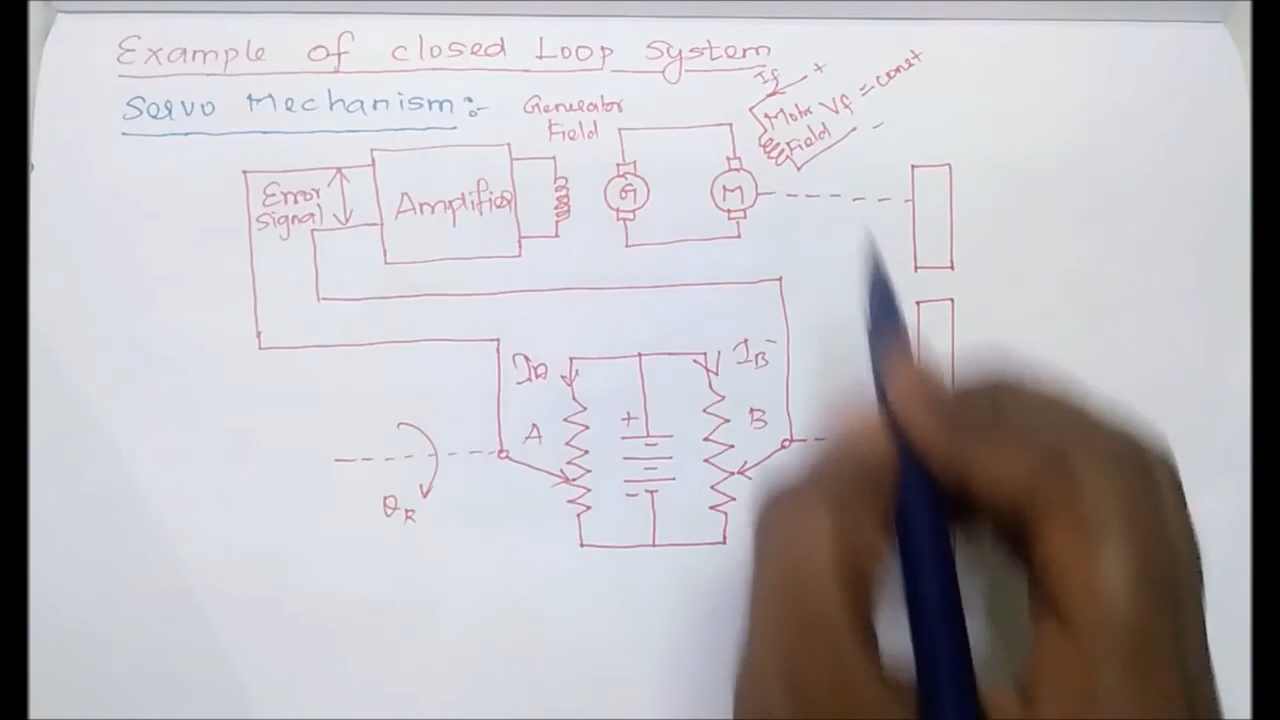 Example of closed Loop system
Servo Mechanism:-
Generator
Field
If +
Motor Vf = const
Field -
Error
signal
Amplifier
G
M
IA
IB
+
A
B
-
θR